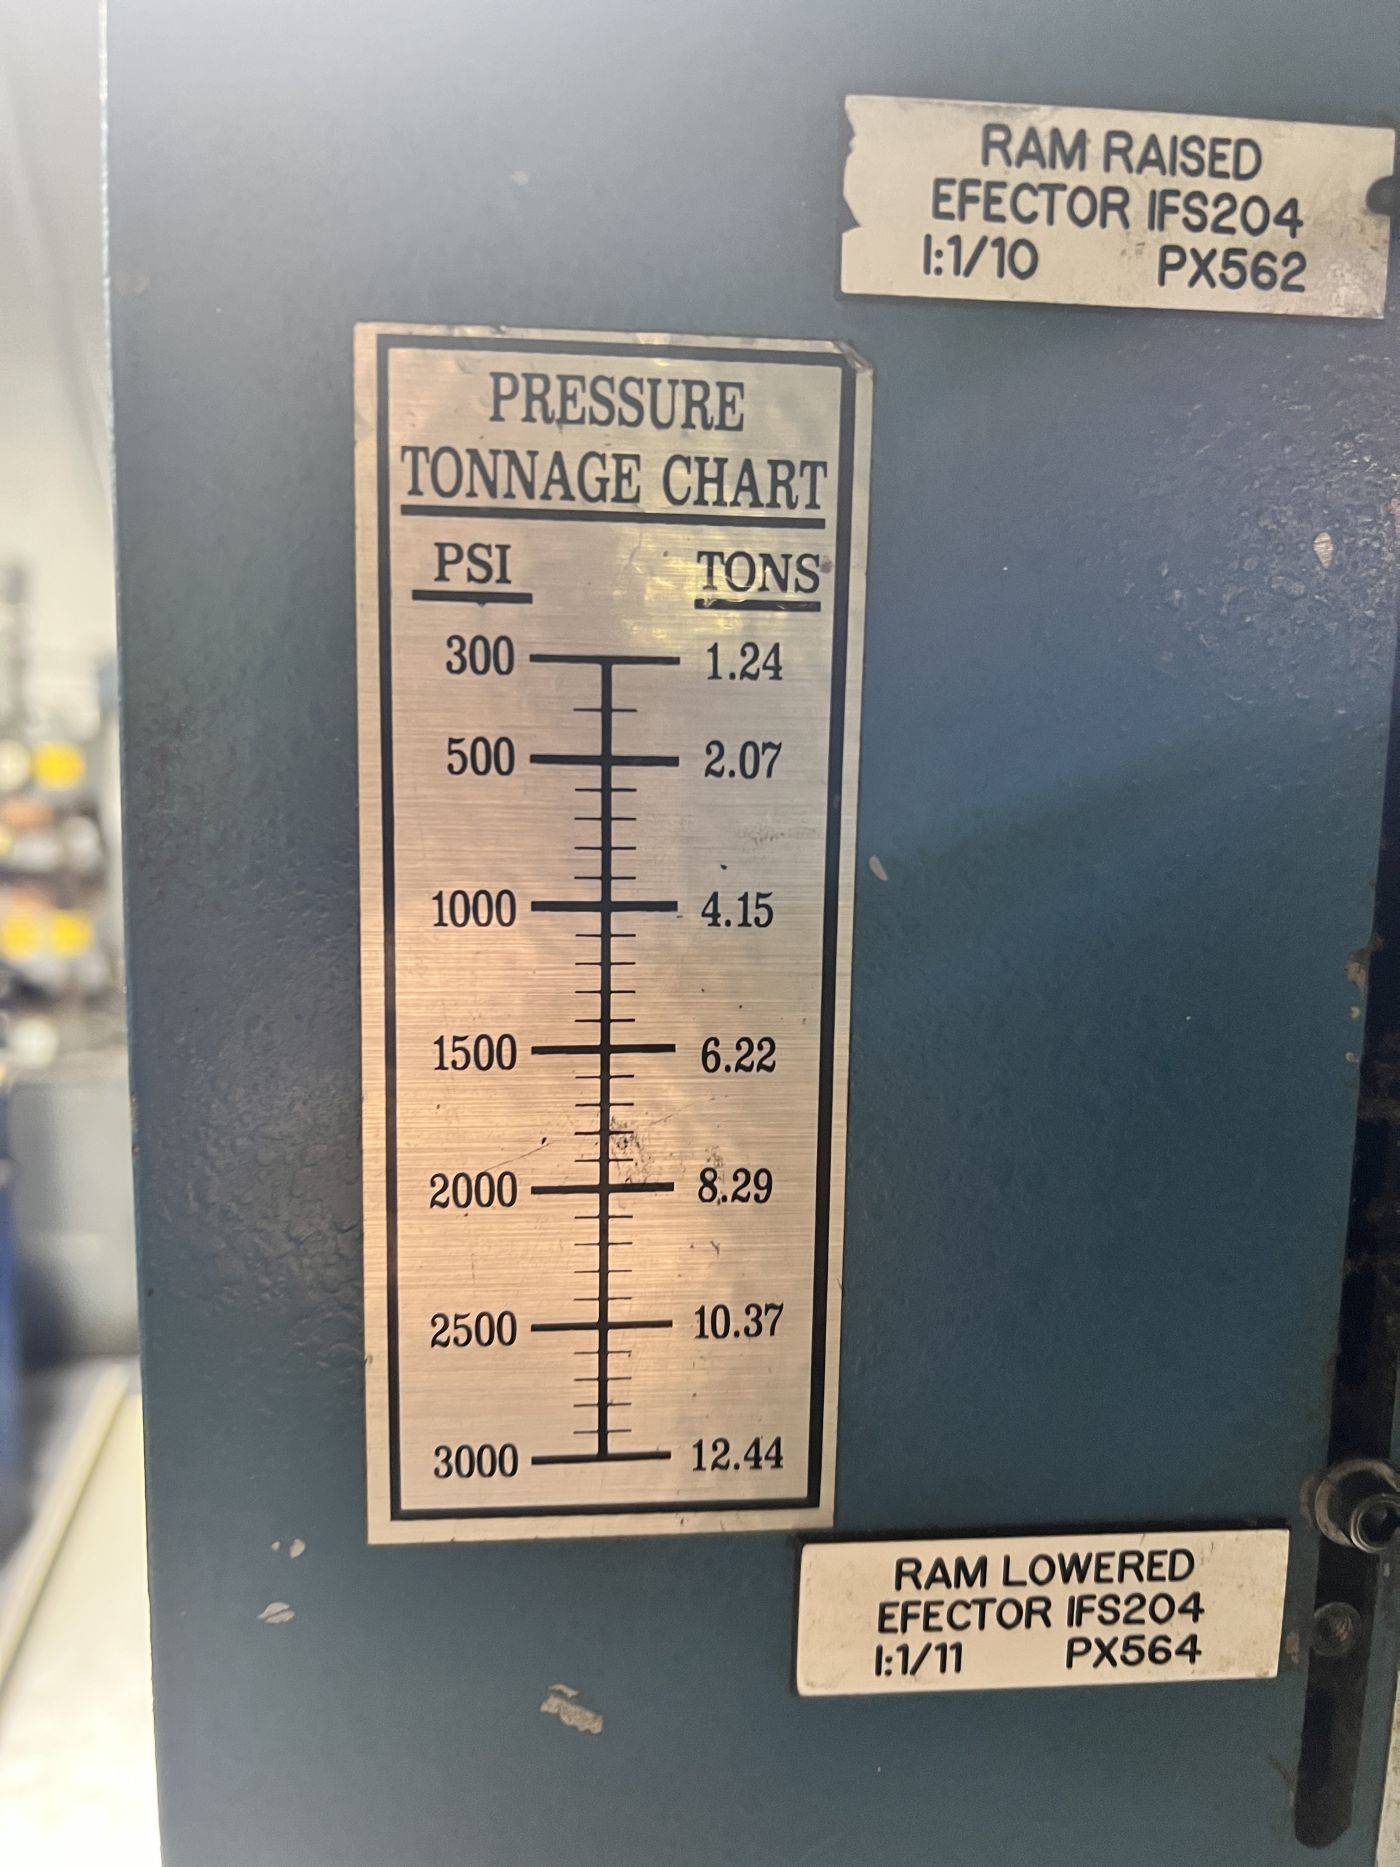 RAM RAISED
EFECTOR IFS204
I:1/10 PX562
PRESSURE
TONNAGE CHART
PSI TONS
300 1.24
500 2.07
1000 4.15
1500 6.22
2000 8.29
2500 10.37
3000 12.44
RAM LOWERED
EFECTOR IFS204
I:1/11 PX564